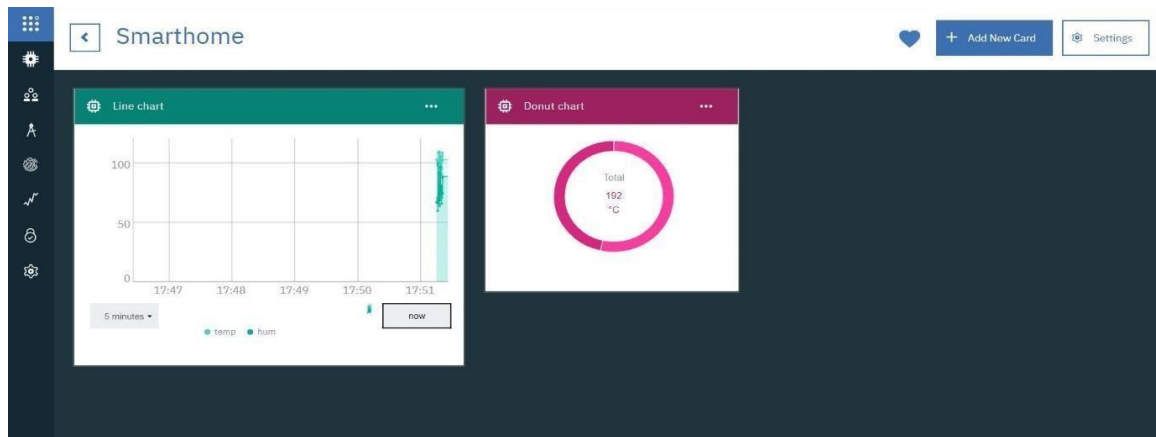 Smarthome
+ Add New Card
Settings
Line chart
Donut chart
100
50
0
17:47 17:48 17:49 17:50 17:51
5 minutes
now
temp hum
Total
192
°C